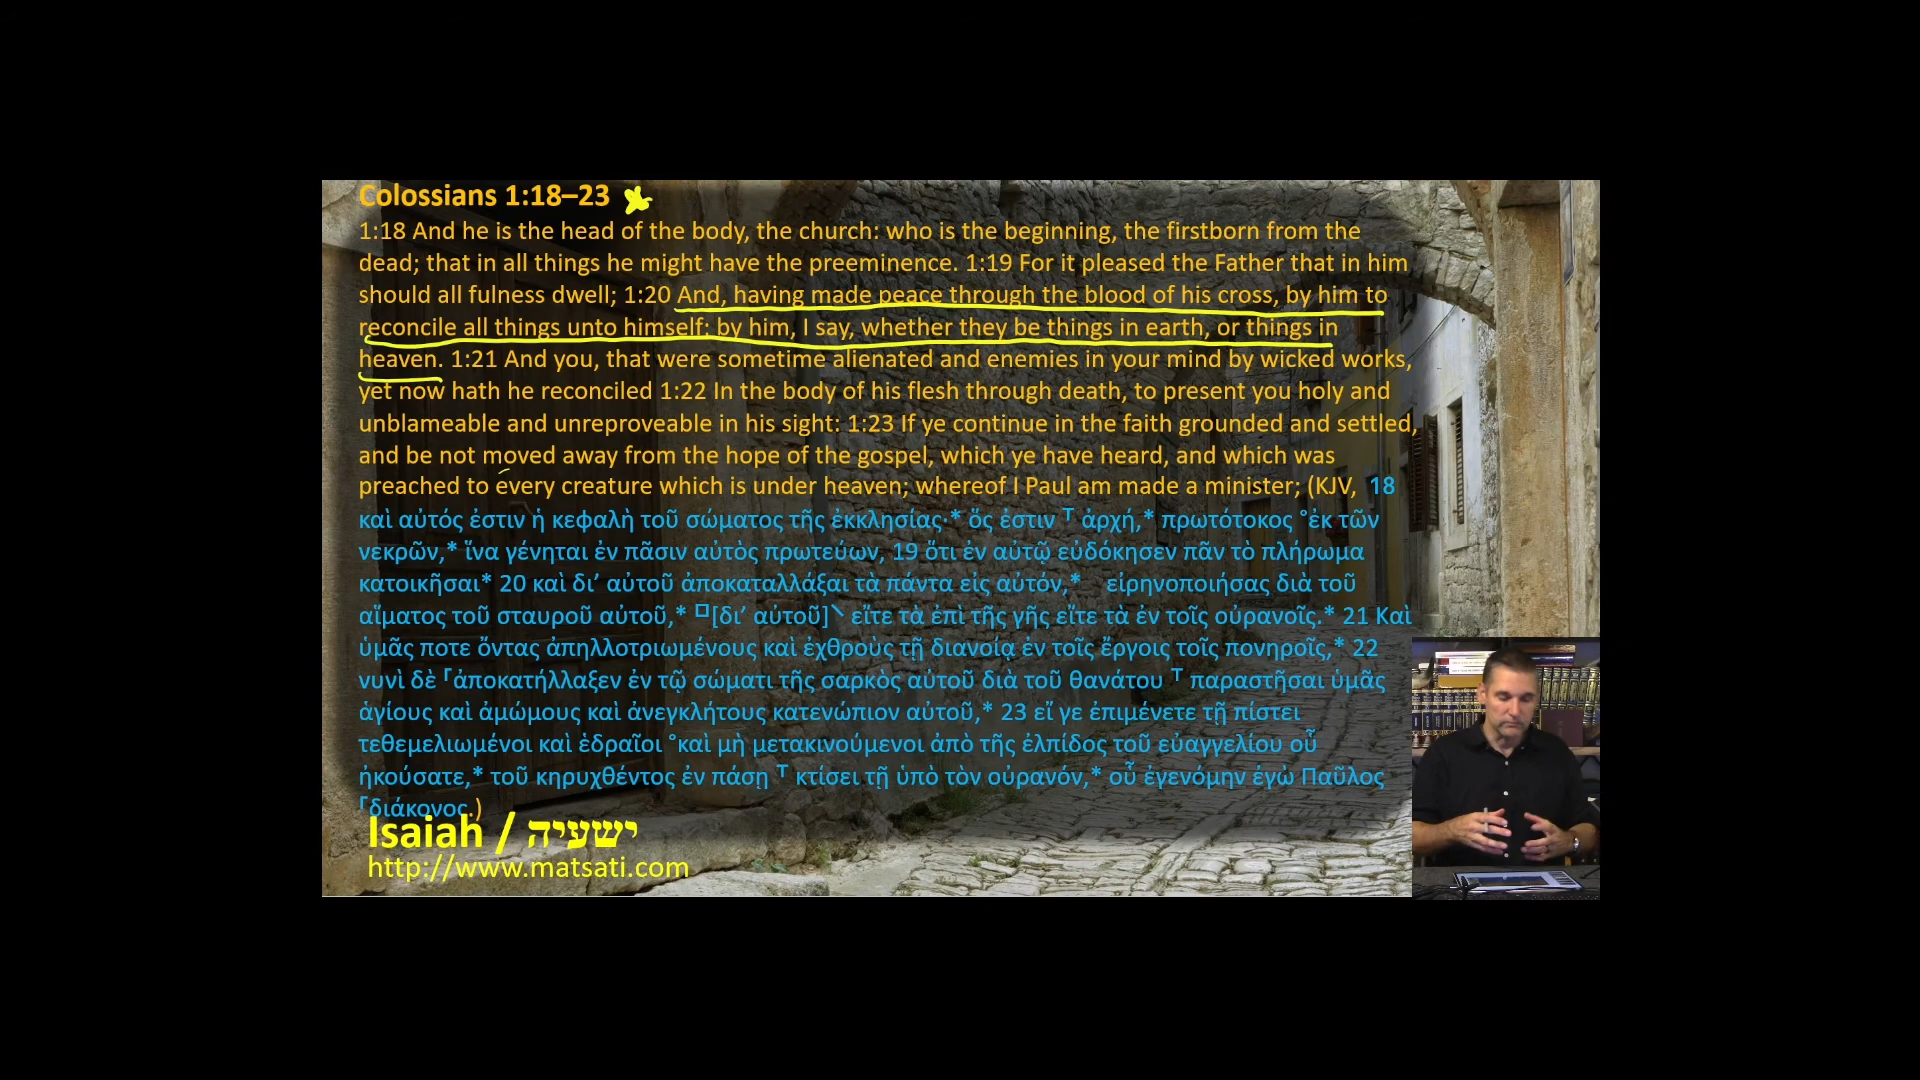 Colossians 1:18–23
1:18 And he is the head of the body, the church: who is the beginning, the firstborn from the
dead; that in all things he might have the preeminence. 1:19 For it pleased the Father that in him
should all fulness dwell; 1:20 And, having made peace through the blood of his cross, by him to
reconcile all things unto himself: by him, I say, whether they be things in earth, or things in
heaven. 1:21 And you, that were sometime alienated and enemies in your mind by wicked works,
yet now hath he reconciled 1:22 In the body of his flesh through death, to present you holy and
unblameable and unreproveable in his sight: 1:23 If ye continue in the faith grounded and settled,
and be not moved away from the hope of the gospel, which ye have heard, and which was
preached to every creature which is under heaven; whereof I Paul am made a minister; (KJV, 18
καὶ αὐτός ἐστιν ἡ κεφαλὴ τοῦ σώματος τῆς ἐκκλησίας·* ὅς ἐστιν ⸆ ἀρχή,* πρωτότοκος °ἐκ τῶν
νεκρῶν,* ἵνα γένηται ἐν πᾶσιν αὐτὸς πρωτεύων, 19 ὅτι ἐν αὐτῷ εὐδόκησεν πᾶν τὸ πλήρωμα
κατοικῆσαι* 20 καὶ δι’ αὐτοῦ ἀποκαταλλάξαι τὰ πάντα εἰς αὐτόν,* εἰρηνοποιήσας διὰ τοῦ
αἵματος τοῦ σταυροῦ αὐτοῦ,* ⸋[δι’ αὐτοῦ]⸌ εἴτε τὰ ἐπὶ τῆς γῆς εἴτε τὰ ἐν τοῖς οὐρανοῖς.* 21 Καὶ
ὑμᾶς ποτε ὄντας ἀπηλλοτριωμένους καὶ ἐχθροὺς τῇ διανοίᾳ ἐν τοῖς ἔργοις τοῖς πονηροῖς,* 22
νυνὶ δὲ ⸀ἀποκατήλλαξεν ἐν τῷ σώματι τῆς σαρκὸς αὐτοῦ διὰ τοῦ θανάτου ⸆ παραστῆσαι ὑμᾶς
ἁγίους καὶ ἀμώμους καὶ ἀνεγκλήτους κατενώπιον αὐτοῦ,* 23 εἴ γε ἐπιμένετε τῇ πίστει
τεθεμελιωμένοι καὶ ἑδραῖοι °καὶ μὴ μετακινούμενοι ἀπὸ τῆς ἐλπίδος τοῦ εὐαγγελίου οὗ
ἠκούσατε,* τοῦ κηρυχθέντος ἐν πάσῃ ⸆ κτίσει τῇ ὑπὸ τὸν οὐρανόν,* οὗ ἐγενόμην ἐγὼ Παῦλος
⸀διάκονος.)
Isaiah / ישעיה
http://www.matsati.com